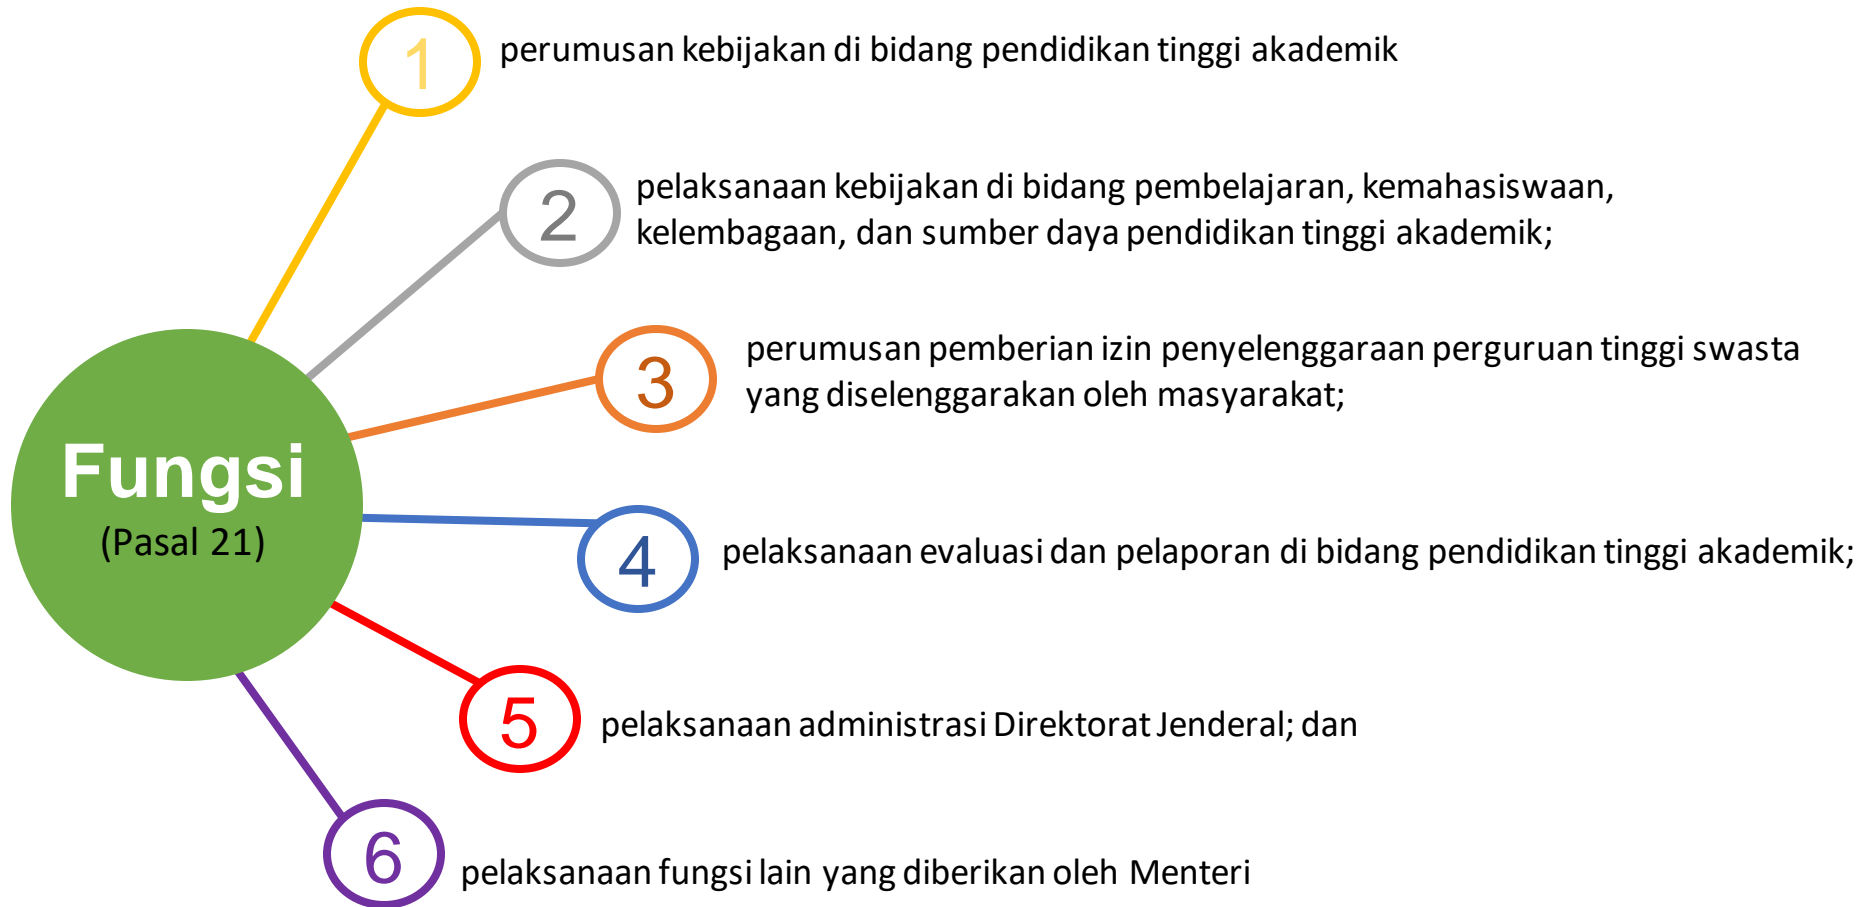 1
perumusan kebijakan di bidang pendidikan tinggi akademik
2
pelaksanaan kebijakan di bidang pembelajaran, kemahasiswaan,
kelembagaan, dan sumber daya pendidikan tinggi akademik;
3
perumusan pemberian izin penyelenggaraan perguruan tinggi swasta
yang diselenggarakan oleh masyarakat;
Fungsi
(Pasal 21)
4
pelaksanaan evaluasi dan pelaporan di bidang pendidikan tinggi akademik;
5
pelaksanaan administrasi Direktorat Jenderal; dan
6
pelaksanaan fungsi lain yang diberikan oleh Menteri